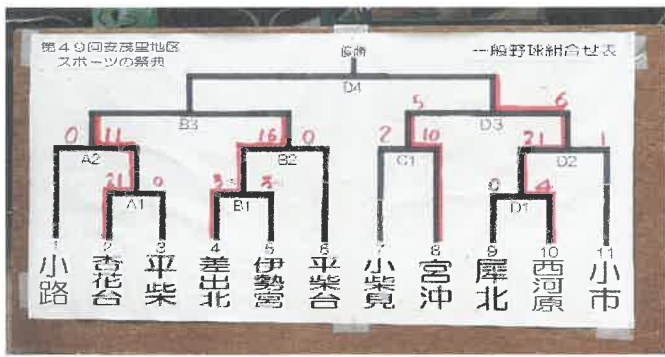 第49回安茂里地区
スポーツの祭典
優勝
一般野球組合せ表
D4
5 6
B3 D3
0 11 16 0 2 10 21 1
A2 B2 C1 D2
21 0 3 3 0 4
A1 B1 D1
1 2 3 4 5 6 7 8 9 10 11
小路
杏花台
平柴
差出北
伊勢宮
平柴台
小柴見
宮沖
犀北
西河原
小市